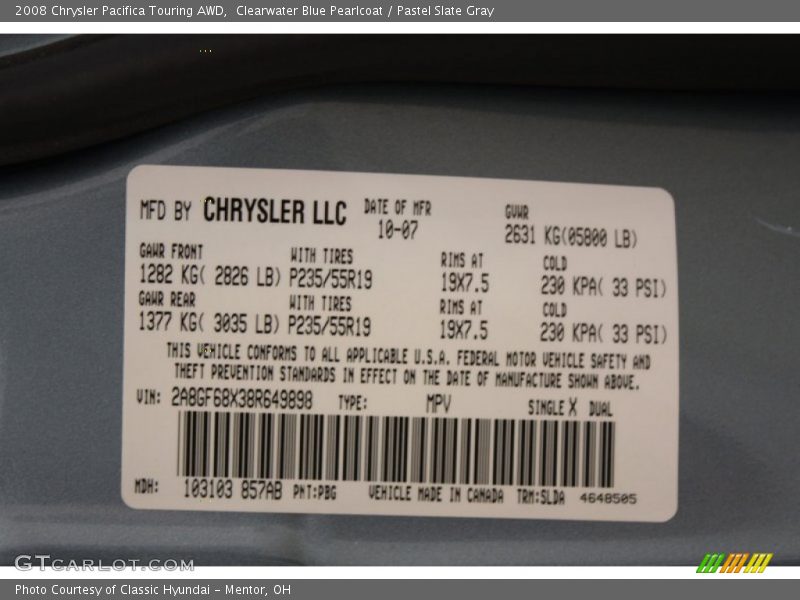 2008 Chrysler Pacifica Touring AWD,  Clearwater Blue Pearlcoat / Pastel Slate Gray
MFD BY CHRYSLER LLC DATE OF MFR GVWR
10-07 2631 KG(05800 LB)
GAWR FRONT WITH TIRES RIMS AT COLD
1282 KG( 2826 LB) P235/55R19 19X7.5 230 KPA( 33 PSI)
GAWR REAR WITH TIRES RIMS AT COLD
1377 KG( 3035 LB) P235/55R19 19X7.5 230 KPA( 33 PSI)
THIS VEHICLE CONFORMS TO ALL APPLICABLE U.S.A. FEDERAL MOTOR VEHICLE SAFETY AND
THEFT PREVENTION STANDARDS IN EFFECT ON THE DATE OF MANUFACTURE SHOWN ABOVE.
VIN: 2A8GF68X38R649898 TYPE: MPV SINGLE X DUAL
MDH: 103103 857AB PNT:PBG VEHICLE MADE IN CANADA TRM:SLDA 4648505
GTCARLOT.COM
Photo Courtesy of Classic Hyundai - Mentor, OH